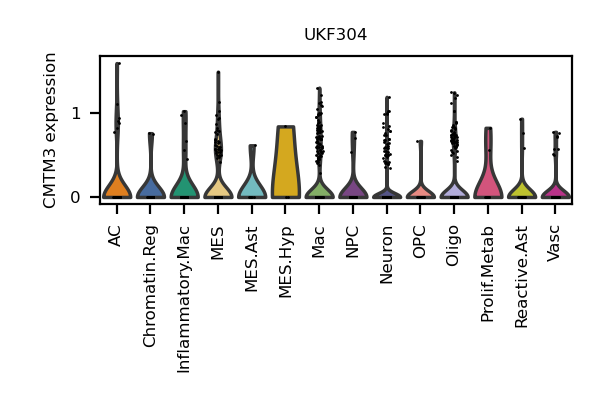 UKF304
CMTM3 expression
1
0
AC
Chromatin.Reg
Inflammatory.Mac
MES
MES.Ast
MES.Hyp
Mac
NPC
Neuron
OPC
Oligo
Prolif.Metab
Reactive.Ast
Vasc